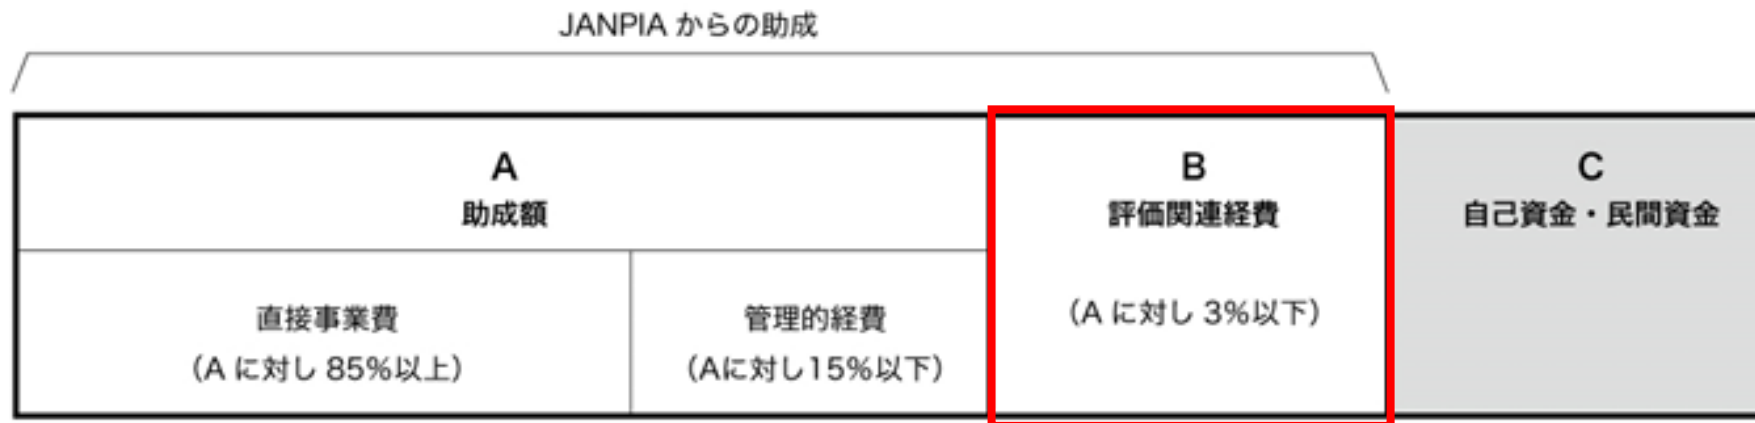 JANPIA からの助成
A
助成額
B
評価関連経費
C
自己資金・民間資金
直接事業費
（A に対し 85%以上）
管理的経費
（Aに対し15%以下）
（A に対し 3%以下）